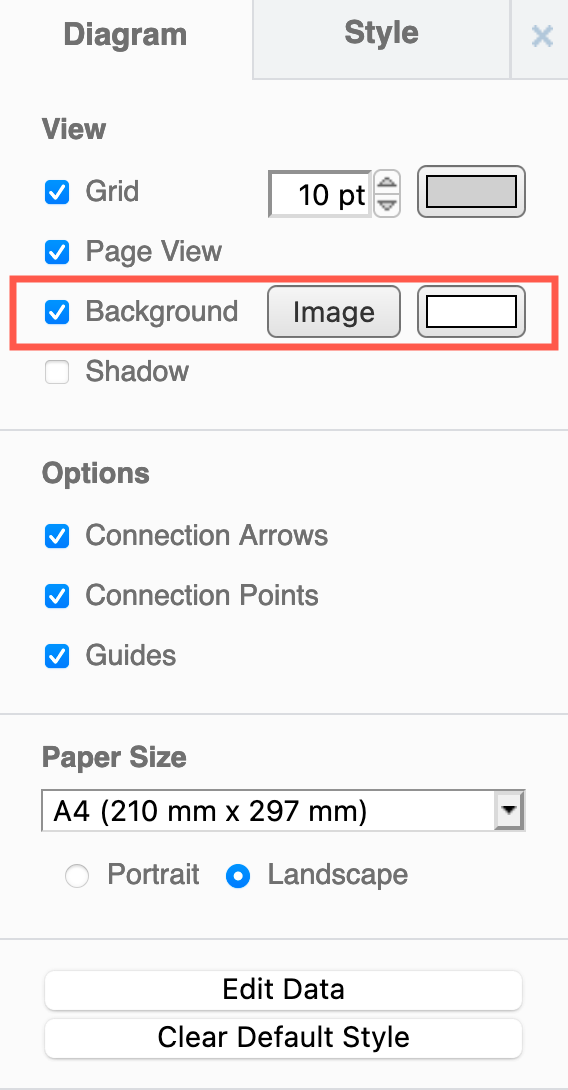 Diagram Style
View
Grid 10 pt
Page View
Background Image
Shadow
Options
Connection Arrows
Connection Points
Guides
Paper Size
A4 (210 mm x 297 mm)
Portrait Landscape
Edit Data
Clear Default Style